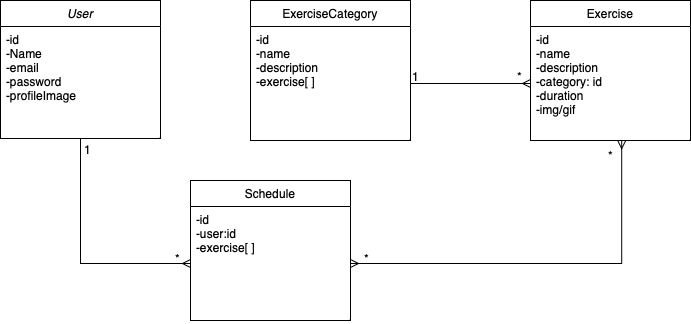 User
-id
-Name
-email
-password
-profileImage
ExerciseCategory
-id
-name
-description
-exercise[ ]
Exercise
-id
-name
-description
-category: id
-duration
-img/gif
1
*
1
*
Schedule
-id
-user:id
-exercise[ ]
*
*